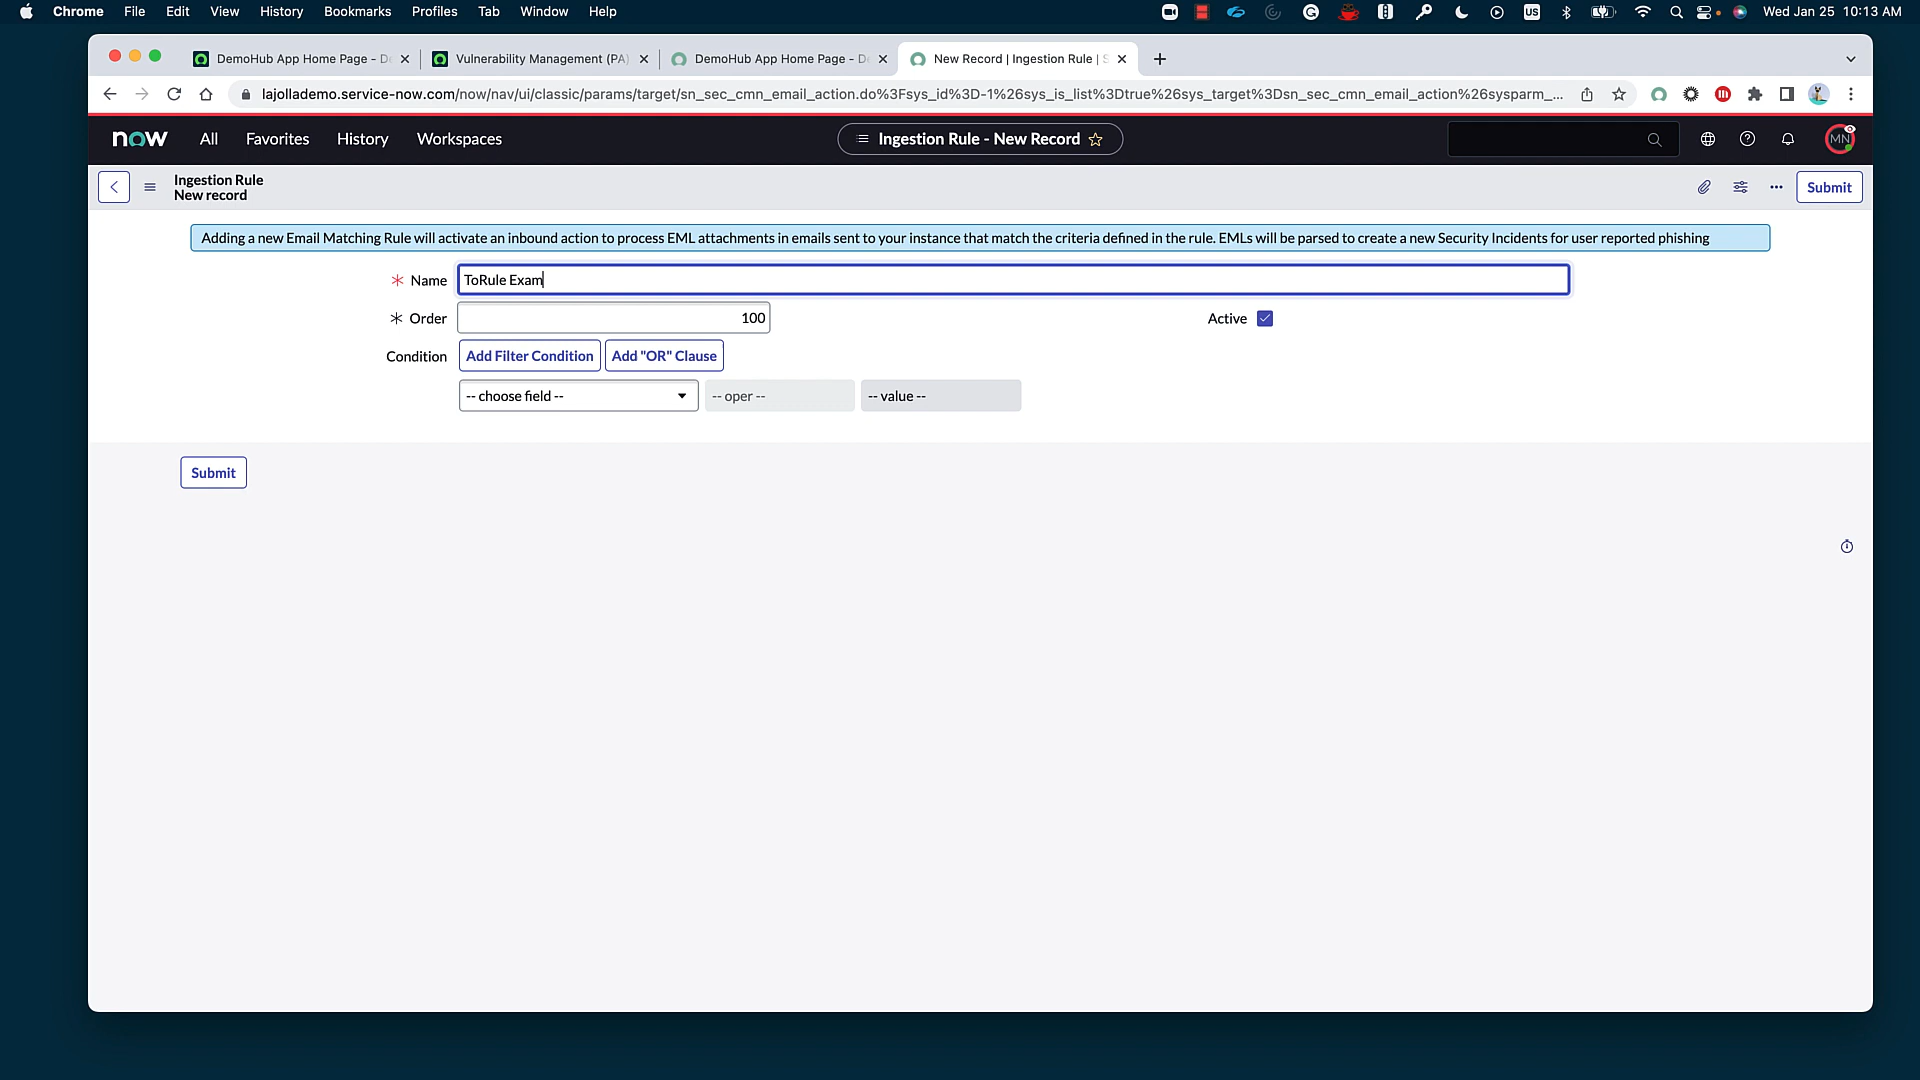 Chrome File Edit View History Bookmarks Profiles Tab Window Help US Wed Jan 25 10:13 AM
DemoHub App Home Page - D Vulnerability Management (PA) DemoHub App Home Page - D New Record | Ingestion Rule | S
lajollademo.service-now.com/now/nav/ui/classic/params/target/sn_sec_cmn_email_action.do%3Fsys_id%3D-1%26sys_is_list%3Dtrue%26sys_target%3Dsn_sec_cmn_email_action%26sysparm_...
now All Favorites History Workspaces Ingestion Rule - New Record MN
Ingestion Rule
New record
Submit
Adding a new Email Matching Rule will activate an inbound action to process EML attachments in emails sent to your instance that match the criteria defined in the rule. EMLs will be parsed to create a new Security Incidents for user reported phishing
Name ToRule Exam
Order 100 Active
Condition Add Filter Condition Add "OR" Clause
-- choose field -- -- oper -- -- value --
Submit